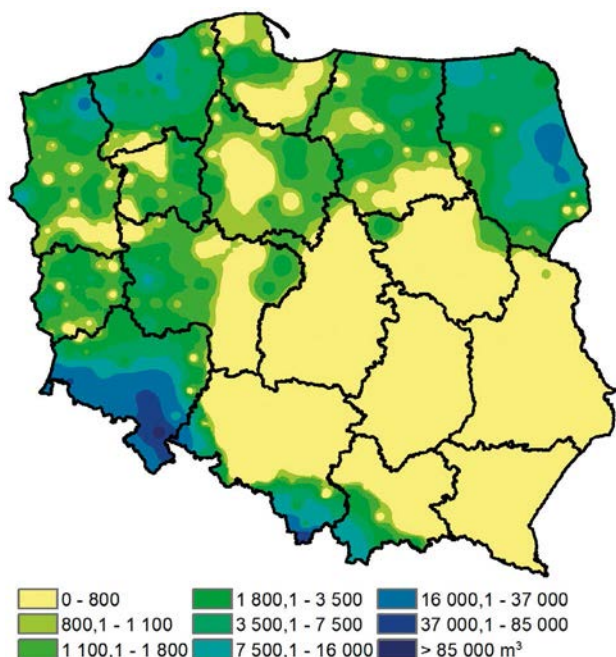 0 - 800
800,1 - 1 100
1 100,1 - 1 800
1 800,1 - 3 500
3 500,1 - 7 500
7 500,1 - 16 000
16 000,1 - 37 000
37 000,1 - 85 000
> 85 000 m³